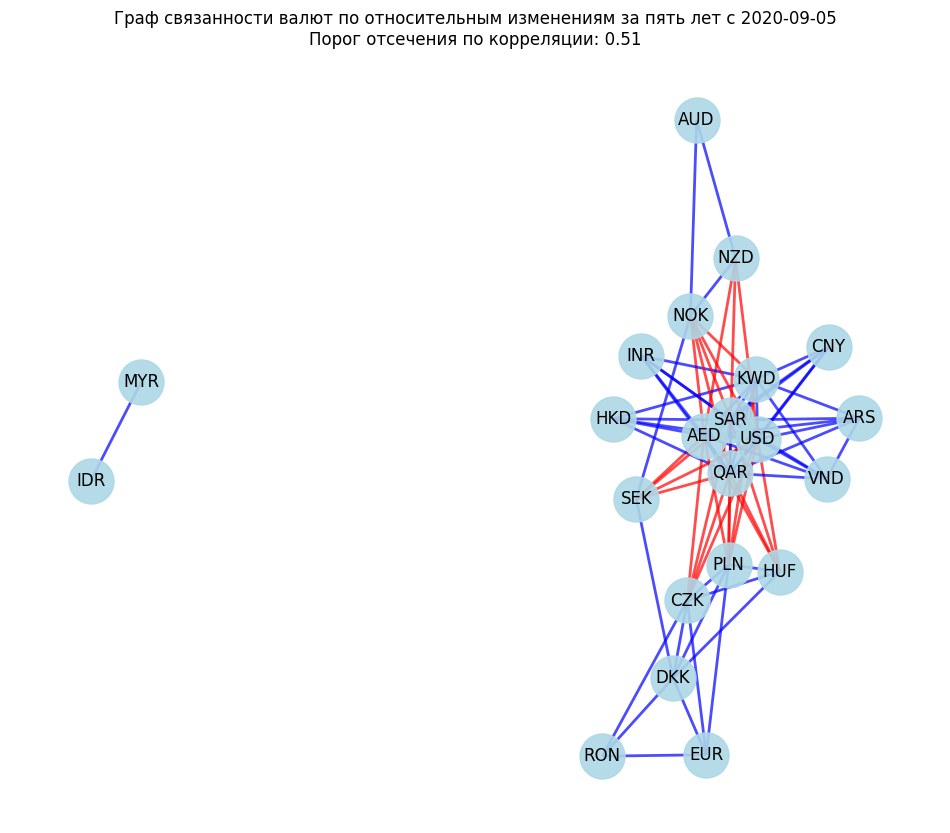 Граф связанности валют по относительным изменениям за пять лет с 2020-09-05
Порог отсечения по корреляции: 0.51
AUD
NZD
NOK
CNY
INR
KWD
MYR
SAR
HKD
ARS
AED
USD
QAR
VND
IDR
SEK
PLN
HUF
CZK
DKK
RON
EUR